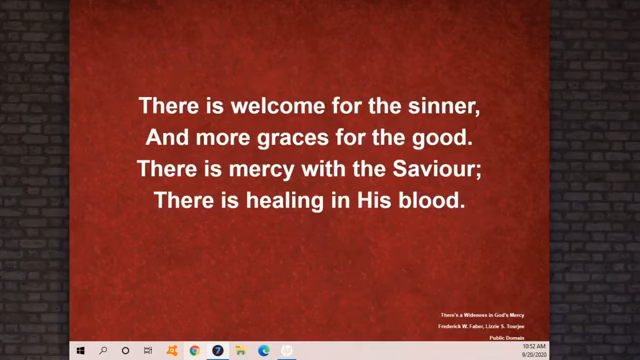 There is welcome for the sinner,
And more graces for the good.
There is mercy with the Saviour;
There is healing in His blood.
There's a Wideness in God's Mercy
Frederick W. Faber, Lizzie S. Tourjee
Public Domain
7
10:52 AM
9/20/2020